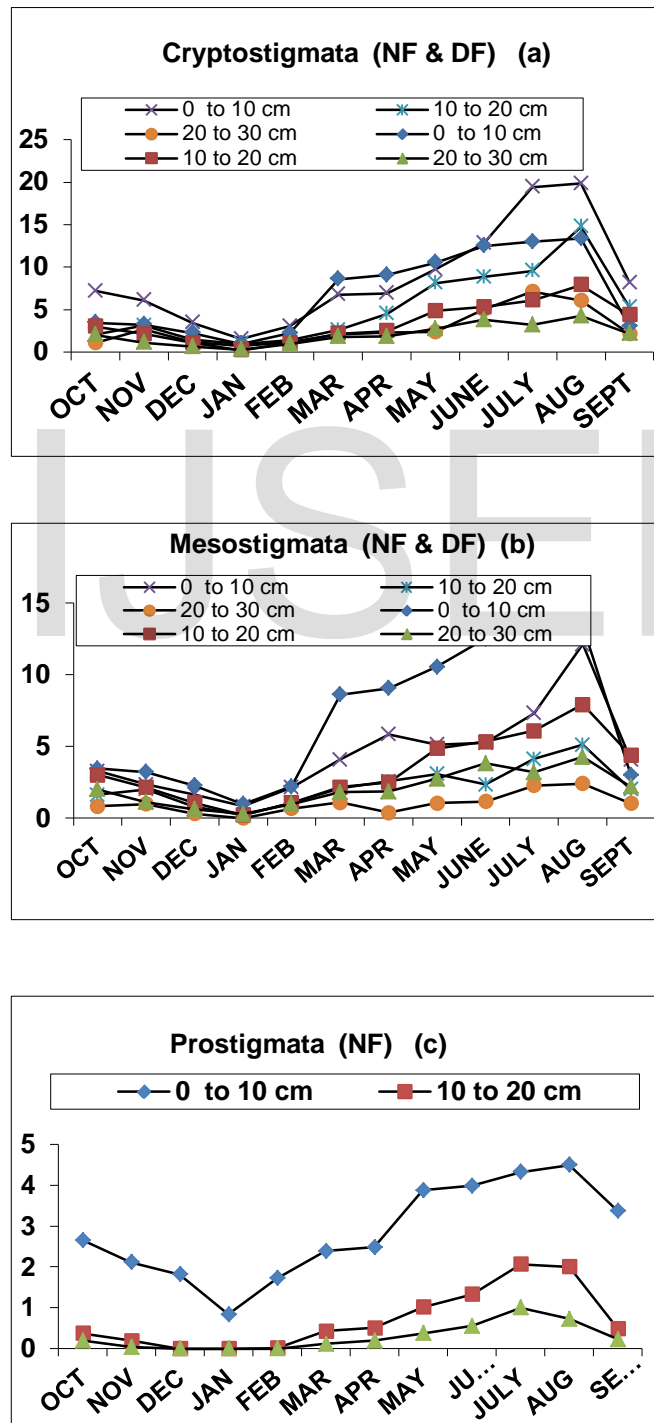 Cryptostigmata (NF & DF) (a)
0 to 10 cm 10 to 20 cm
20 to 30 cm 0 to 10 cm
10 to 20 cm 20 to 30 cm
25
20
15
10
5
0
OCT NOV DEC JAN FEB MAR APR MAY JUNE JULY AUG SEPT
IJSER
Mesostigmata (NF & DF) (b)
0 to 10 cm 10 to 20 cm
20 to 30 cm 0 to 10 cm
10 to 20 cm 20 to 30 cm
15
10
5
0
OCT NOV DEC JAN FEB MAR APR MAY JUNE JULY AUG SEPT
Prostigmata (NF) (c)
0 to 10 cm 10 to 20 cm
5
4
3
2
1
0
OCT NOV DEC JAN FEB MAR APR MAY JU... JULY AUG SE...